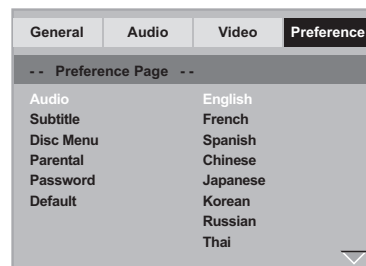 General Audio Video Preference
-- Preference Page --
Audio English
Subtitle French
Disc Menu Spanish
Parental Chinese
Password Japanese
Default Korean
Russian
Thai